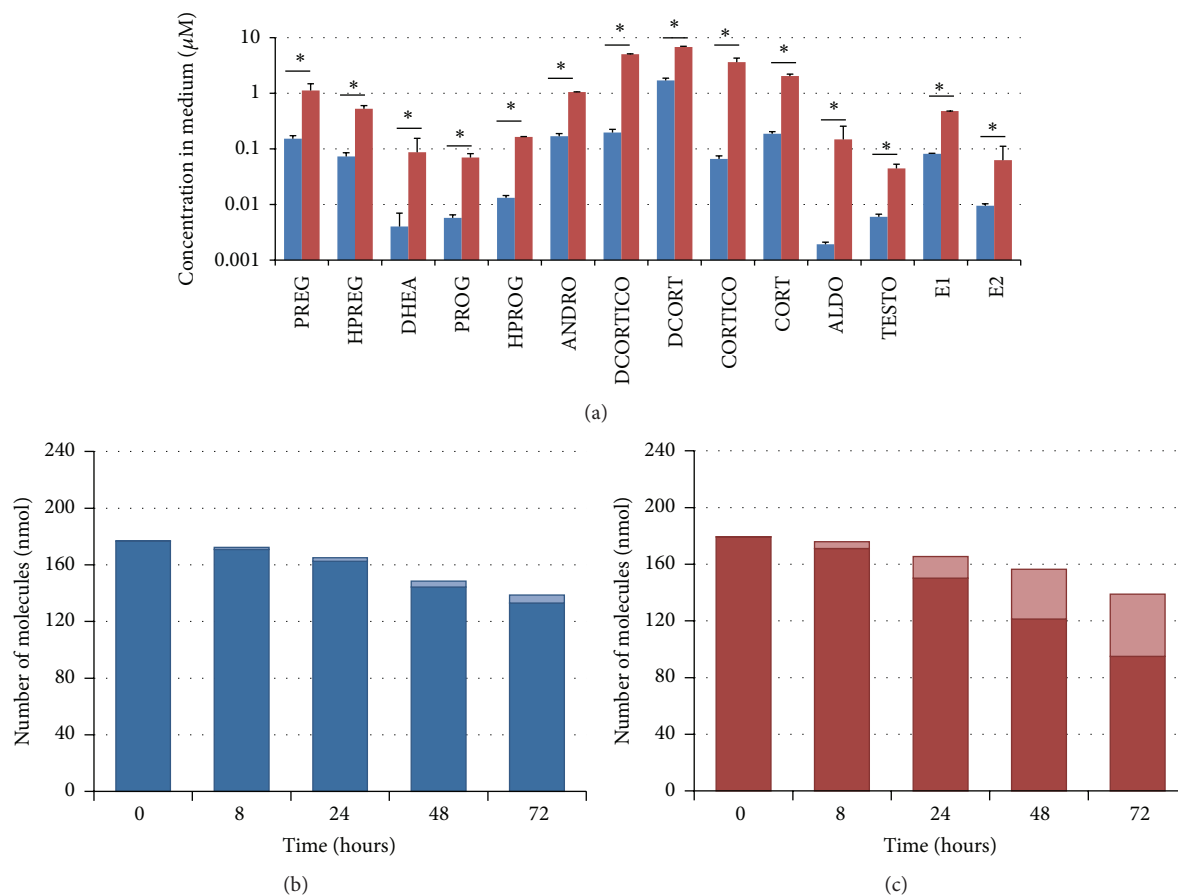 Concentration in medium (μM)
10
1
0.1
0.01
0.001
* * * * * * * * * * * * * *
PREG HPREG DHEA PROG HPROG ANDRO DCORTICO DCORT CORTICO CORT ALDO TESTO E1 E2
(a)
Number of molecules (nmol)
240
200
160
120
80
40
0
0 8 24 48 72
Time (hours)
(b)
Number of molecules (nmol)
240
200
160
120
80
40
0
0 8 24 48 72
Time (hours)
(c)